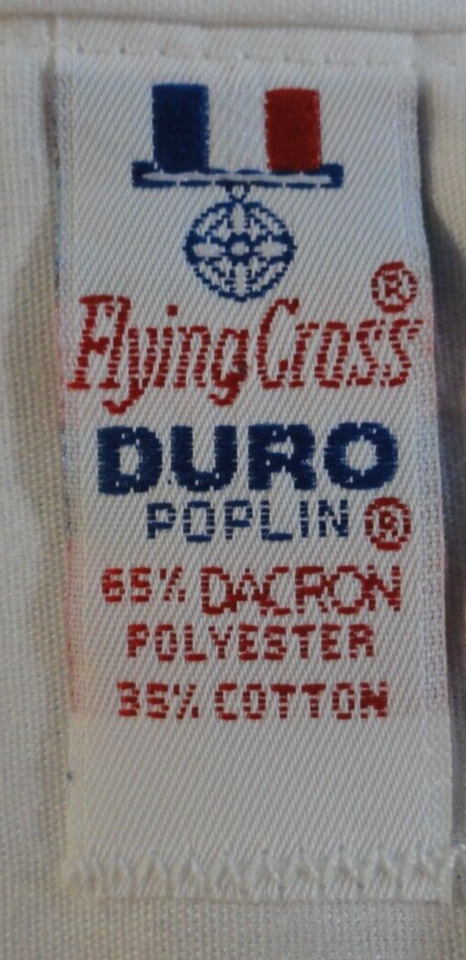 Flying Cross®
DURO
POPLIN®
65% DACRON
POLYESTER
35% COTTON